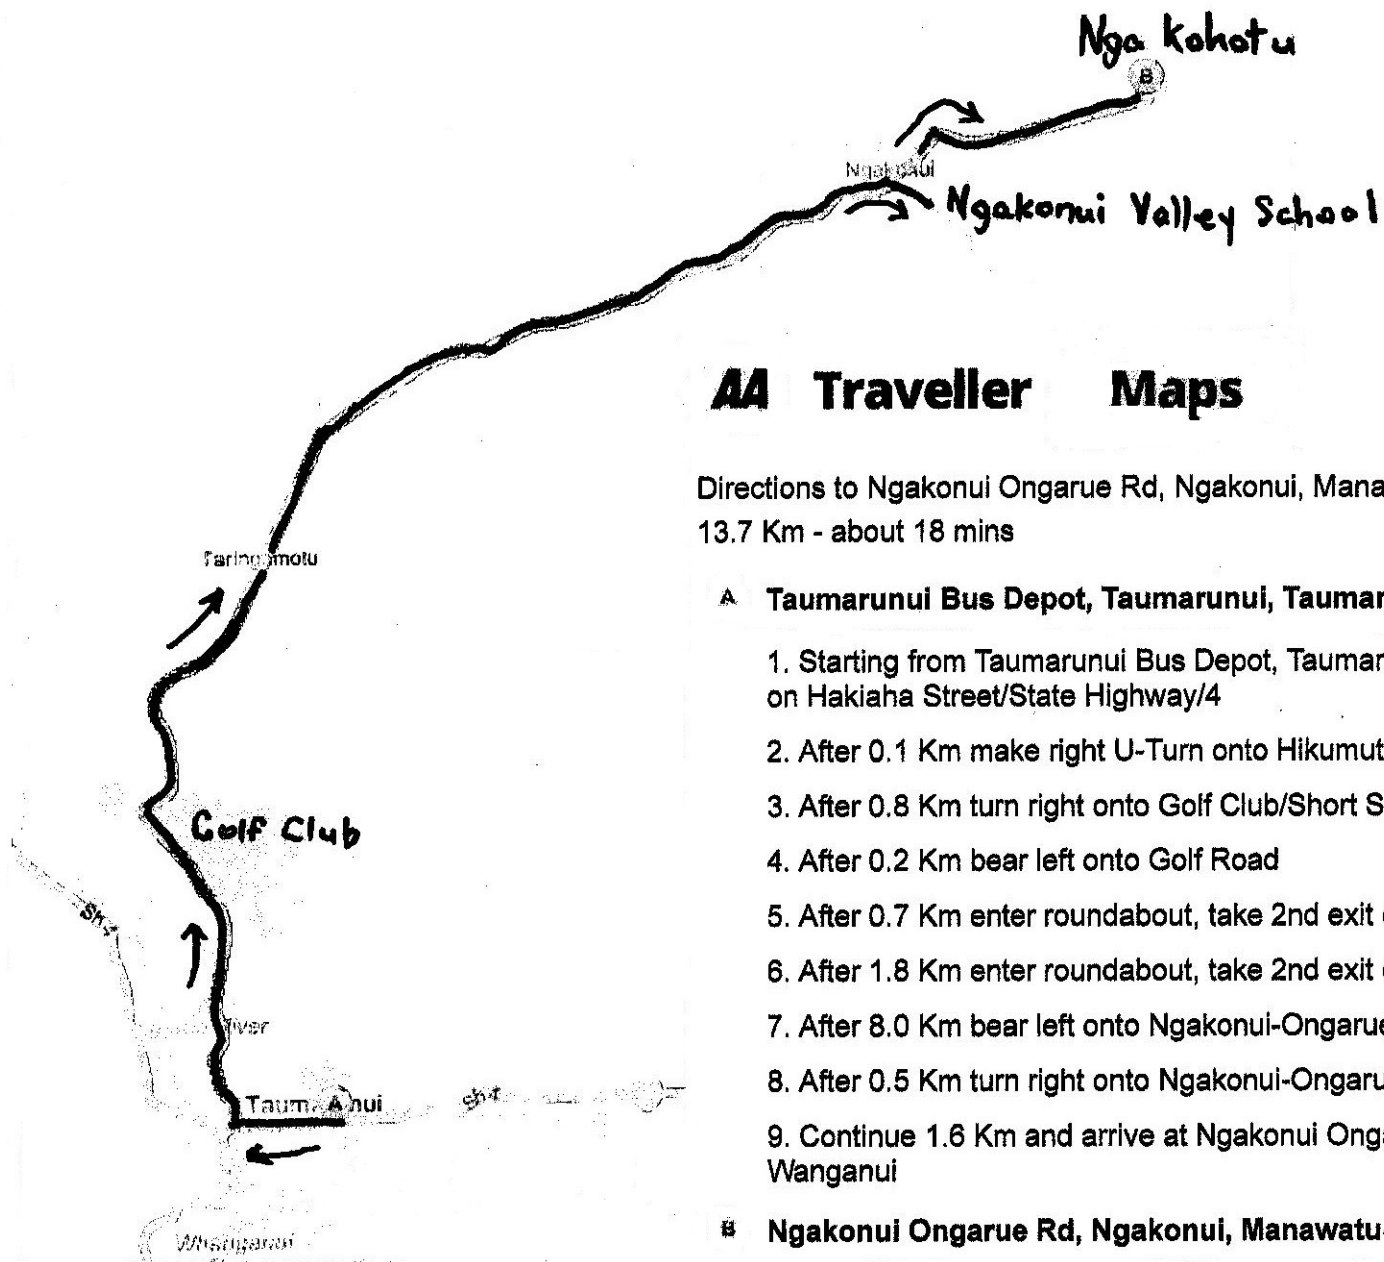 Nga Kohotu
B
Ngakonui Valley School
AA Traveller Maps
Directions to Ngakonui Ongarue Rd, Ngakonui, Mana
13.7 Km - about 18 mins
Taringamotu
A Taumarunui Bus Depot, Taumarunui, Taumar
1. Starting from Taumarunui Bus Depot, Taumar
on Hakiaha Street/State Highway/4
2. After 0.1 Km make right U-Turn onto Hikumut
3. After 0.8 Km turn right onto Golf Club/Short S
4. After 0.2 Km bear left onto Golf Road
5. After 0.7 Km enter roundabout, take 2nd exit
6. After 1.8 Km enter roundabout, take 2nd exit
7. After 8.0 Km bear left onto Ngakonui-Ongarue
8. After 0.5 Km turn right onto Ngakonui-Ongaru
9. Continue 1.6 Km and arrive at Ngakonui Onga
Wanganui
B Ngakonui Ongarue Rd, Ngakonui, Manawatu
Golf Club
SH4
A
SH4
Whanganui